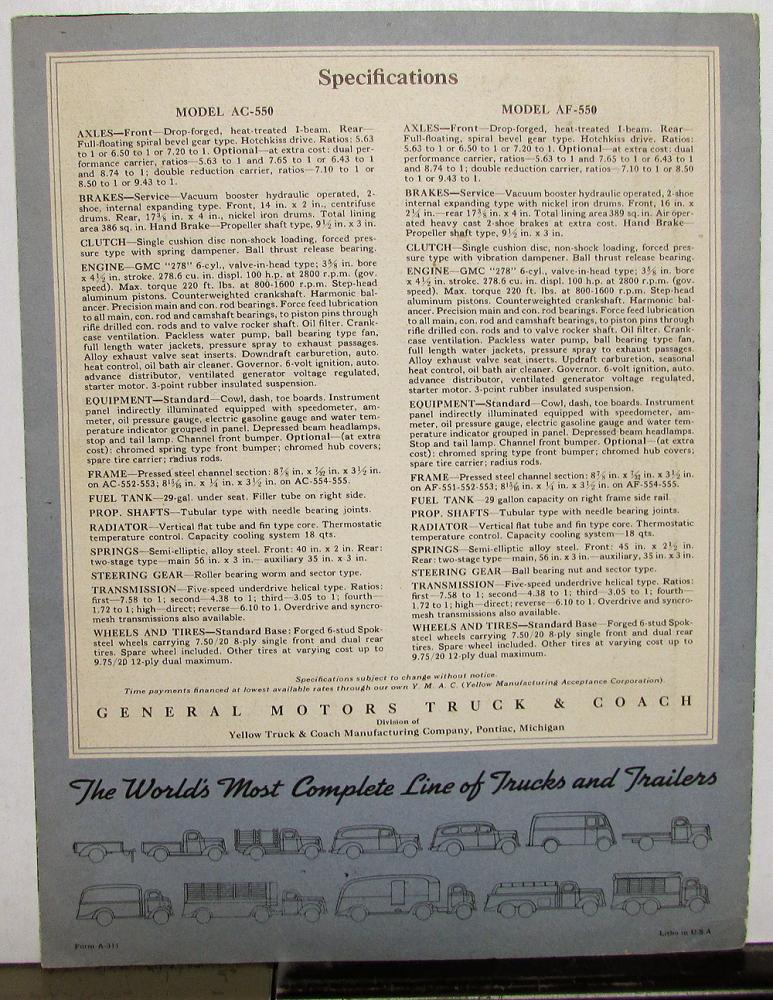 Specifications
MODEL AC-550
AXLES—Front—Drop-forged, heat-treated I-beam. Rear—
Full-floating, spiral bevel gear type. Hotchkiss drive. Ratios: 5.63
to 1 or 6.50 to 1 or 7.20 to 1. Optional—at extra cost: dual per-
formance carrier, ratios—5.63 to 1 and 7.65 to 1 or 6.43 to 1
and 8.74 to 1; double reduction carrier, ratios—7.10 to 1 or
8.50 to 1 or 9.43 to 1.
BRAKES—Service—Vacuum booster hydraulic operated, 2-
shoe, internal expanding type. Front, 14 in. x 2 in., centrifuse
drums. Rear, 17⅜ in. x 4 in., nickel iron drums. Total lining
area 386 sq. in. Hand Brake—Propeller shaft type, 9½ in. x 3 in.
CLUTCH—Single cushion disc non-shock loading, forced pres-
sure type with spring dampener. Ball thrust release bearing.
ENGINE—GMC "278" 6-cyl., valve-in-head type; 3⅝ in. bore
x 4½ in. stroke. 278.6 cu. in. displ. 100 h.p. at 2800 r.p.m. (gov.
speed). Max. torque 220 ft. lbs. at 800-1600 r.p.m. Step-head
aluminum pistons. Counterweighted crankshaft. Harmonic bal-
ancer. Precision main and con. rod bearings. Force feed lubrication
to all main, con. rod and camshaft bearings, to piston pins through
rifle drilled con. rods and to valve rocker shaft. Oil filter. Crank-
case ventilation. Packless water pump, ball bearing type fan,
full length water jackets, pressure spray to exhaust passages.
Alloy exhaust valve seat inserts. Downdraft carburetion, auto.
heat control, oil bath air cleaner. Governor. 6-volt ignition, auto.
advance distributor, ventilated generator voltage regulated,
starter motor. 3-point rubber insulated suspension.
EQUIPMENT—Standard—Cowl, dash, toe boards. Instrument
panel indirectly illuminated equipped with speedometer, am-
meter, oil pressure gauge, electric gasoline gauge and water tem-
perature indicator grouped in panel. Depressed beam headlamps,
stop and tail lamp. Channel front bumper. Optional—(at extra
cost): chromed spring type front bumper; chromed hub covers;
spare tire carrier; radius rods.
FRAME—Pressed steel channel section: 8⅞ in. x 7/32 in. x 3½ in.
on AC-552-553; 8 15/16 in. x ¼ in. x 3½ in. on AC-554-555.
FUEL TANK—29-gal. under seat. Filler tube on right side.
PROP. SHAFTS—Tubular type with needle bearing joints.
RADIATOR—Vertical flat tube and fin type core. Thermostatic
temperature control. Capacity cooling system 18 qts.
SPRINGS—Semi-elliptic, alloy steel. Front: 40 in. x 2 in. Rear:
two-stage type—main 56 in. x 3 in.—auxiliary 35 in. x 3 in.
STEERING GEAR—Roller bearing worm and sector type.
TRANSMISSION—Five-speed underdrive helical type. Ratios:
first—7.58 to 1; second—4.38 to 1; third—3.05 to 1; fourth—
1.72 to 1; high—direct; reverse—6.10 to 1. Overdrive and syncro-
mesh transmissions also available.
WHEELS AND TIRES—Standard Base: Forged 6-stud Spok-
steel wheels carrying 7.50/20 8-ply single front and dual rear
tires. Spare wheel included. Other tires at varying cost up to
9.75/20 12-ply dual maximum.
MODEL AF-550
AXLES—Front—Drop-forged, heat-treated I-beam. Rear—
Full-floating, spiral bevel gear type. Hotchkiss drive. Ratios:
5.63 to 1 or 6.50 to 1 or 7.20 to 1. Optional—at extra cost: dual
performance carrier, ratios—5.63 to 1 and 7.65 to 1 or 6.43 to 1
and 8.74 to 1; double reduction carrier, ratios—7.10 to 1 or 8.50
to 1 or 9.43 to 1.
BRAKES—Service—Vacuum booster hydraulic operated, 2-shoe
internal expanding type with nickel iron drums. Front, 16 in. x
2¼ in.—rear 17⅜ in. x 4 in. Total lining area 389 sq. in. Air oper-
ated heavy cast 2-shoe brakes at extra cost. Hand Brake—
Propeller shaft type, 9½ in. x 3 in.
CLUTCH—Single cushion disc, non-shock loading, forced pres-
sure type with vibration dampener. Ball thrust release bearing.
ENGINE—GMC "278" 6-cyl., valve-in-head type; 3⅝ in. bore
x 4½ in. stroke. 278.6 cu. in. displ. 100 h.p. at 2800 r.p.m. (gov.
speed). Max. torque 220 ft. lbs. at 800-1600 r.p.m. Step-head
aluminum pistons. Counterweighted crankshaft. Harmonic bal-
ancer. Precision main and con. rod bearings. Force feed lubrication
to all main, con. rod and camshaft bearings, to piston pins through
rifle drilled con. rods and to valve rocker shaft. Oil filter. Crank-
case ventilation. Packless water pump, ball bearing type fan,
full length water jackets, pressure spray to exhaust passages.
Alloy exhaust valve seat inserts. Updraft carburetion, seasonal
heat control, oil bath air cleaner. Governor. 6-volt ignition, auto.
advance distributor, ventilated generator voltage regulated,
starter motor. 3-point rubber insulated suspension.
EQUIPMENT—Standard—Cowl, dash, toe boards. Instrument
panel indirectly illuminated equipped with speedometer, am-
meter, oil pressure gauge, electric gasoline gauge and water tem-
perature indicator grouped in panel. Depressed beam headlamps.
Stop and tail lamp. Channel front bumper. Optional—(at extra
cost): chromed spring type front bumper; chromed hub covers;
spare tire carrier; radius rods.
FRAME—Pressed steel channel section: 8⅞ in. x 7/32 in. x 3½ in.
on AF-551-552-553; 8 15/16 in. x ¼ in. x 3½ in. on AF-554-555.
FUEL TANK—29 gallon capacity on right frame side rail
PROP. SHAFTS—Tubular type with needle bearing joints.
RADIATOR—Vertical flat tube and fin type core. Thermostatic
temperature control. Capacity cooling system—18 qts.
SPRINGS—Semi-elliptic alloy steel. Front: 45 in. x 2½ in.
Rear: two-stage type—main, 56 in. x 3 in.—auxiliary, 35 in. x 3 in.
STEERING GEAR—Ball bearing nut and sector type.
TRANSMISSION—Five-speed underdrive helical type. Ratios:
first—7.58 to 1; second—4.38 to 1; third—3.05 to 1; fourth—
1.72 to 1; high—direct; reverse—6.10 to 1. Overdrive and syncro-
mesh transmissions also available.
WHEELS AND TIRES—Standard Base—Forged 6-stud Spok-
steel wheels carrying 7.50/20 8-ply single front and dual rear
tires. Spare wheel included. Other tires at varying cost up to
9.75/20 12-ply dual maximum.
Specifications subject to change without notice.
Time payments financed at lowest available rates through our own Y. M. A. C. (Yellow Manufacturing Acceptance Corporation).
GENERAL MOTORS TRUCK & COACH
Division of
Yellow Truck & Coach Manufacturing Company, Pontiac, Michigan
The World's Most Complete Line of Trucks and Trailers
Form A-311
Litho in U.S.A